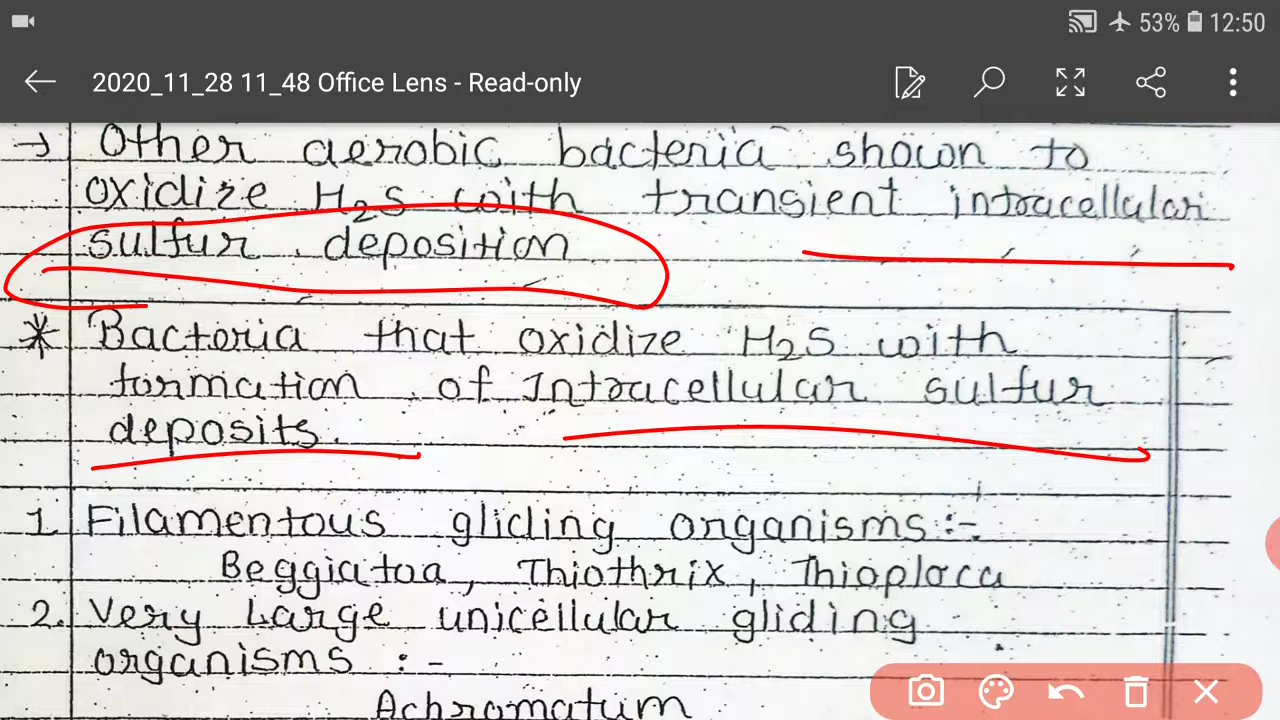 53% 12:50
2020_11_28 11_48 Office Lens - Read-only
→ Other aerobic bacteria shown to
oxidize H2S with transient intracellular
sulfur deposition
* Bacteria that oxidize H2S with
formation of Intracellular sulfur
deposits.
1. Filamentous gliding organisms :-
Beggiatoa, Thiothrix, Thioploca
2. Very Large unicellular gliding
organisms :-
Achromatum